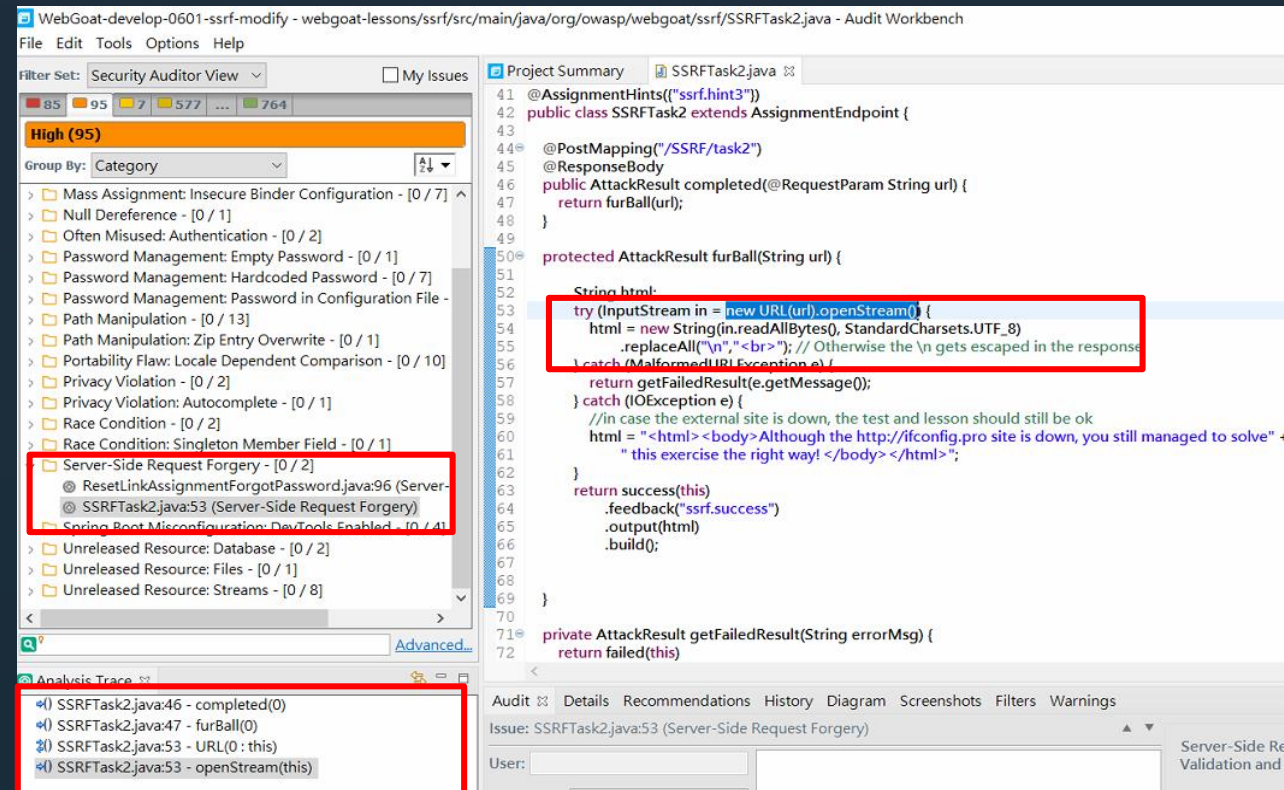 WebGoat-develop-0601-ssrf-modify - webgoat-lessons/ssrf/src/main/java/org/owasp/webgoat/ssrf/SSRFTask2.java - Audit Workbench
File Edit Tools Options Help
Filter Set: Security Auditor View
My Issues
85 95 7 577 ... 764
High (95)
Group By: Category
Mass Assignment: Insecure Binder Configuration - [0 / 7]
Null Dereference - [0 / 1]
Often Misused: Authentication - [0 / 2]
Password Management: Empty Password - [0 / 1]
Password Management: Hardcoded Password - [0 / 7]
Password Management: Password in Configuration File -
Path Manipulation - [0 / 13]
Path Manipulation: Zip Entry Overwrite - [0 / 1]
Portability Flaw: Locale Dependent Comparison - [0 / 10]
Privacy Violation - [0 / 2]
Privacy Violation: Autocomplete - [0 / 1]
Race Condition - [0 / 2]
Race Condition: Singleton Member Field - [0 / 1]
Server-Side Request Forgery - [0 / 2]
ResetLinkAssignmentForgotPassword.java:96 (Server-
SSRFTask2.java:53 (Server-Side Request Forgery)
Spring Boot Misconfiguration: DevTools Enabled - [0 / 4]
Unreleased Resource: Database - [0 / 2]
Unreleased Resource: Files - [0 / 1]
Unreleased Resource: Streams - [0 / 8]
Advanced...
Analysis Trace
SSRFTask2.java:46 - completed(0)
SSRFTask2.java:47 - furBall(0)
SSRFTask2.java:53 - URL(0 : this)
SSRFTask2.java:53 - openStream(this)
Project Summary SSRFTask2.java
41 @AssignmentHints({"ssrf.hint3"})
42 public class SSRFTask2 extends AssignmentEndpoint {
43
44 @PostMapping("/SSRF/task2")
45 @ResponseBody
46 public AttackResult completed(@RequestParam String url) {
47 return furBall(url);
48 }
49
50 protected AttackResult furBall(String url) {
51
52 String html;
53 try (InputStream in = new URL(url).openStream()) {
54 html = new String(in.readAllBytes(), StandardCharsets.UTF_8)
55 .replaceAll("\n","<br>"); // Otherwise the \n gets escaped in the response
56 } catch (MalformedURLException e) {
57 return getFailedResult(e.getMessage());
58 } catch (IOException e) {
59 //in case the external site is down, the test and lesson should still be ok
60 html = "<html><body>Although the http://ifconfig.pro site is down, you still managed to solve" +
61 " this exercise the right way!</body></html>";
62 }
63 return success(this)
64 .feedback("ssrf.success")
65 .output(html)
66 .build();
67
68
69 }
70
71 private AttackResult getFailedResult(String errorMsg) {
72 return failed(this)
Audit Details Recommendations History Diagram Screenshots Filters Warnings
Issue: SSRFTask2.java:53 (Server-Side Request Forgery)
User:
Server-Side Re
Validation and